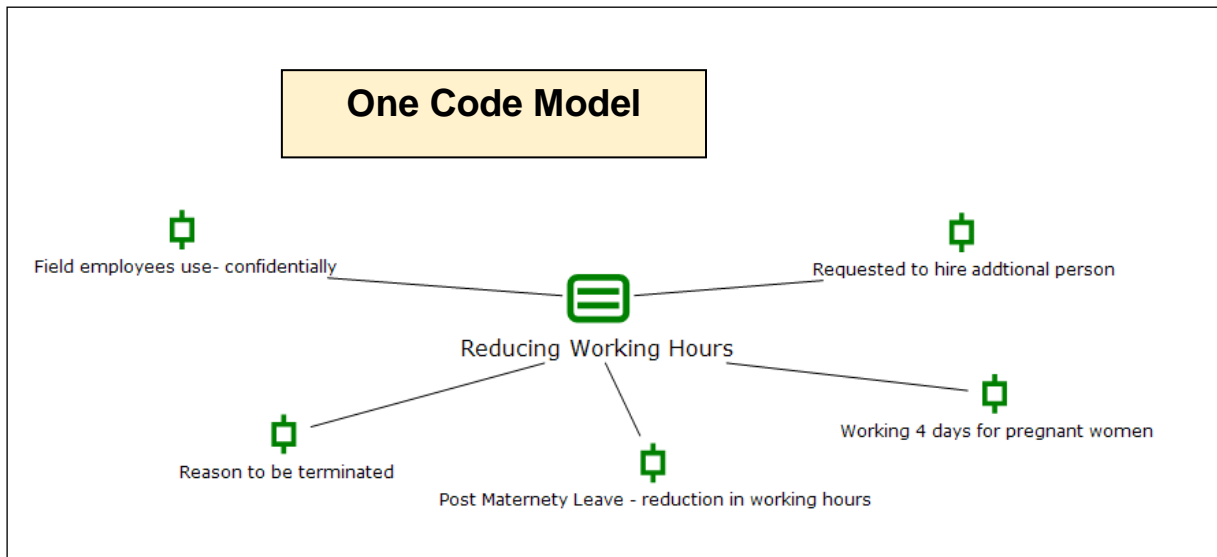 One Code Model
Field employees use- confidentially
Requested to hire addtional person
Reducing Working Hours
Working 4 days for pregnant women
Reason to be terminated
Post Maternety Leave - reduction in working hours